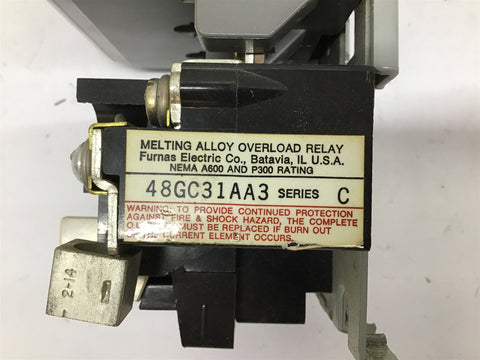 MELTING ALLOY OVERLOAD RELAY
Furnas Electric Co., Batavia, IL U.S.A.
NEMA A600 AND P300 RATING
48GC31AA3 SERIES C
WARNING: TO PROVIDE CONTINUED PROTECTION
AGAINST FIRE & SHOCK HAZARD, THE COMPLETE
O.L. MUST BE REPLACED IF BURN OUT
OF THE CURRENT ELEMENT OCCURS.
2-14